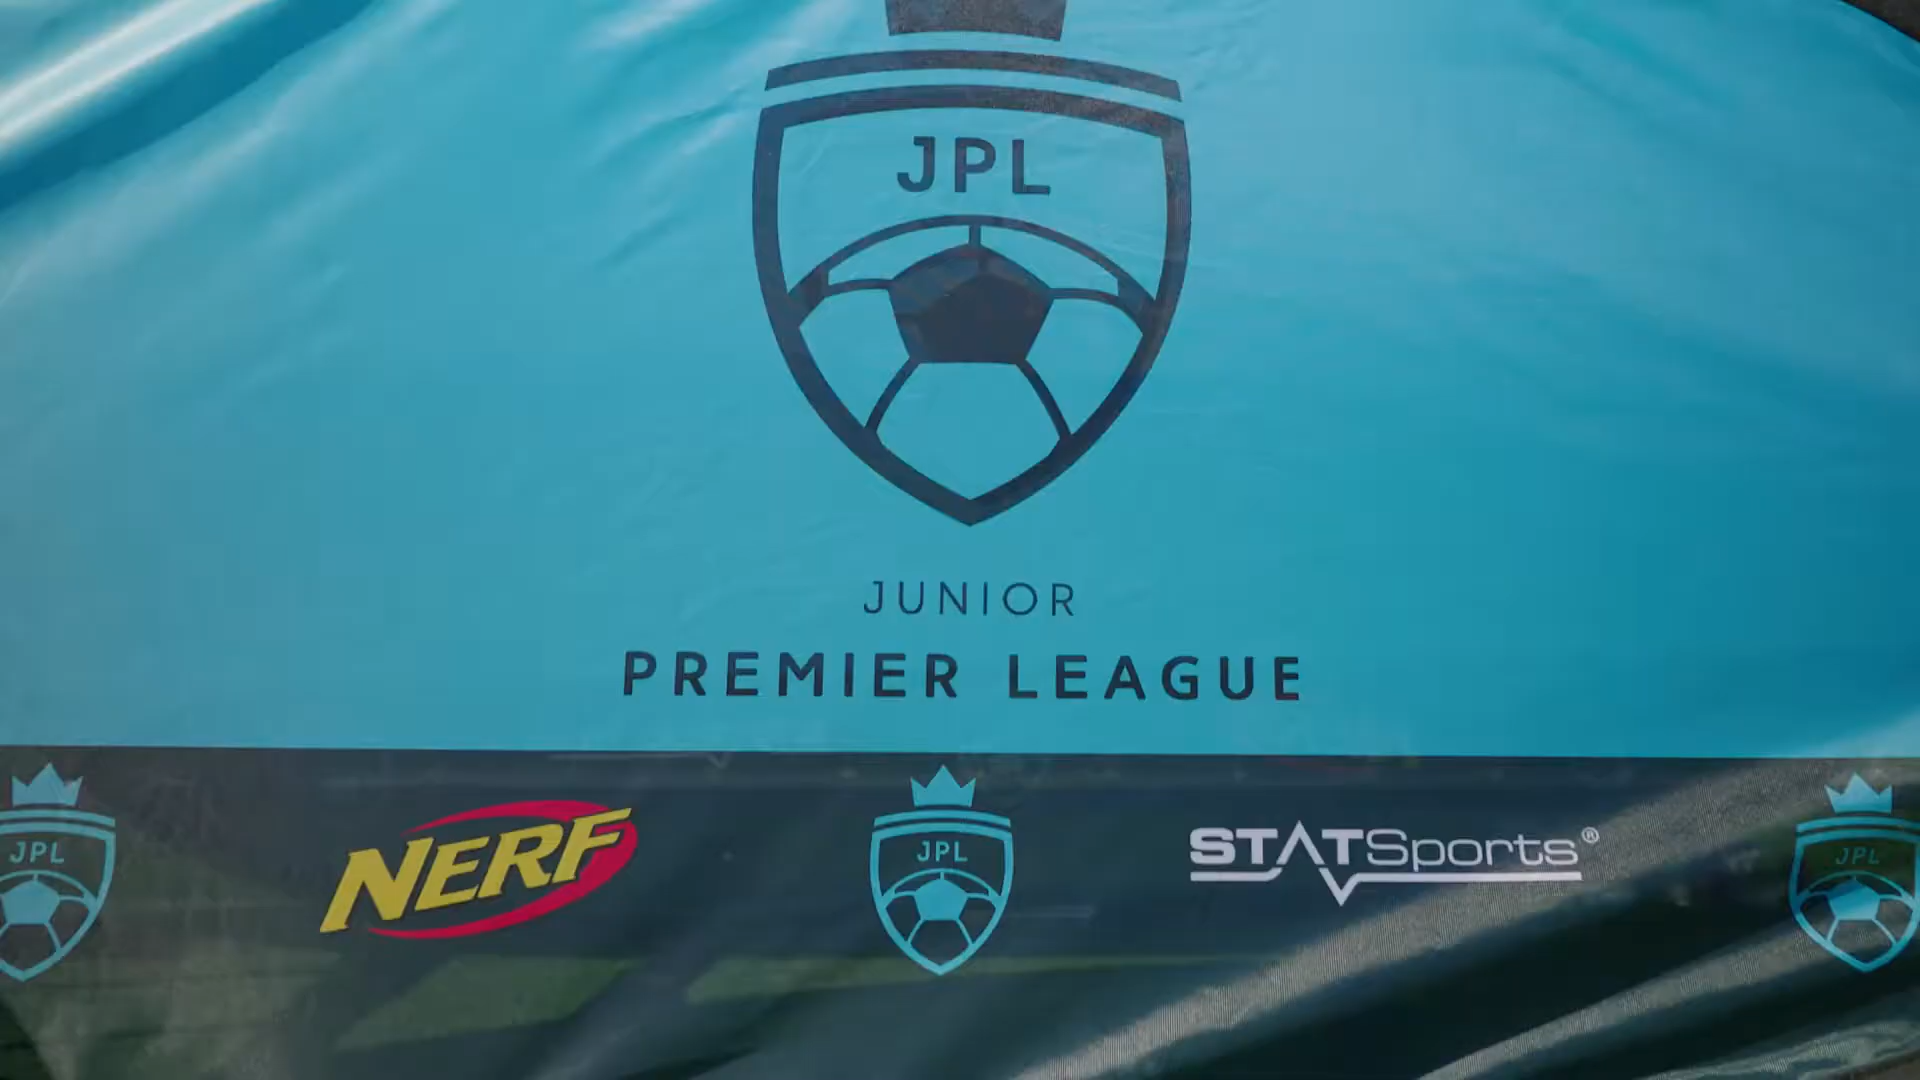 JPL
JUNIOR
PREMIER LEAGUE
JPL
NERF
JPL
STATSports®
JPL